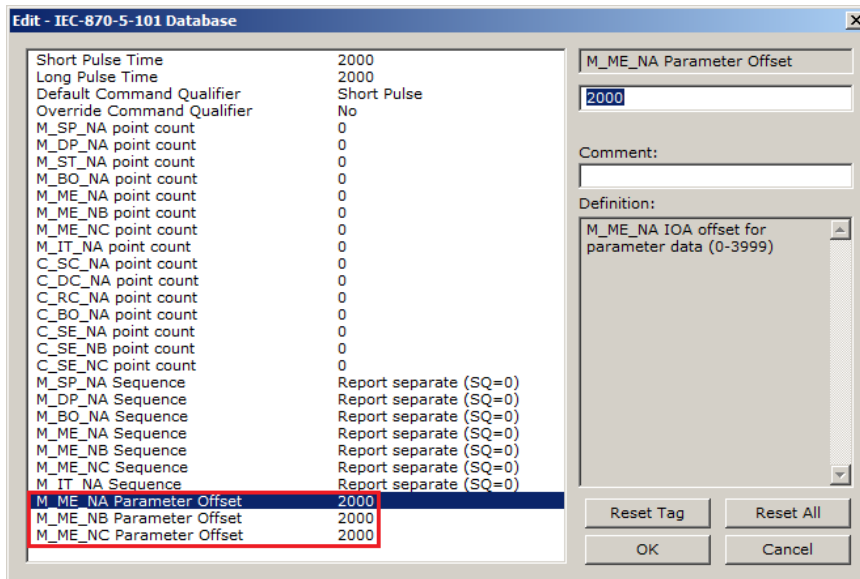 Edit - IEC-870-5-101 Database
Short Pulse Time 2000
Long Pulse Time 2000
Default Command Qualifier Short Pulse
Override Command Qualifier No
M_SP_NA point count 0
M_DP_NA point count 0
M_ST_NA point count 0
M_BO_NA point count 0
M_ME_NA point count 0
M_ME_NB point count 0
M_ME_NC point count 0
M_IT_NA point count 0
C_SC_NA point count 0
C_DC_NA point count 0
C_RC_NA point count 0
C_BO_NA point count 0
C_SE_NA point count 0
C_SE_NB point count 0
C_SE_NC point count 0
M_SP_NA Sequence Report separate (SQ=0)
M_DP_NA Sequence Report separate (SQ=0)
M_BO_NA Sequence Report separate (SQ=0)
M_ME_NA Sequence Report separate (SQ=0)
M_ME_NB Sequence Report separate (SQ=0)
M_ME_NC Sequence Report separate (SQ=0)
M_IT_NA Sequence Report separate (SQ=0)
M_ME_NA Parameter Offset 2000
M_ME_NB Parameter Offset 2000
M_ME_NC Parameter Offset 2000
M_ME_NA Parameter Offset
2000
Comment:
Definition:
M_ME_NA IOA offset for
parameter data (0-3999)
Reset Tag Reset All
OK Cancel